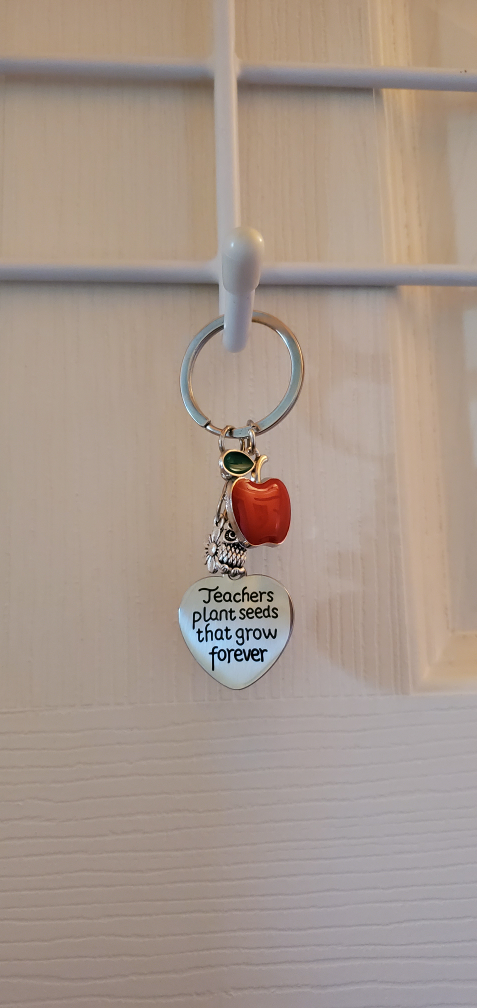 Teachers
plant seeds
that grow
forever